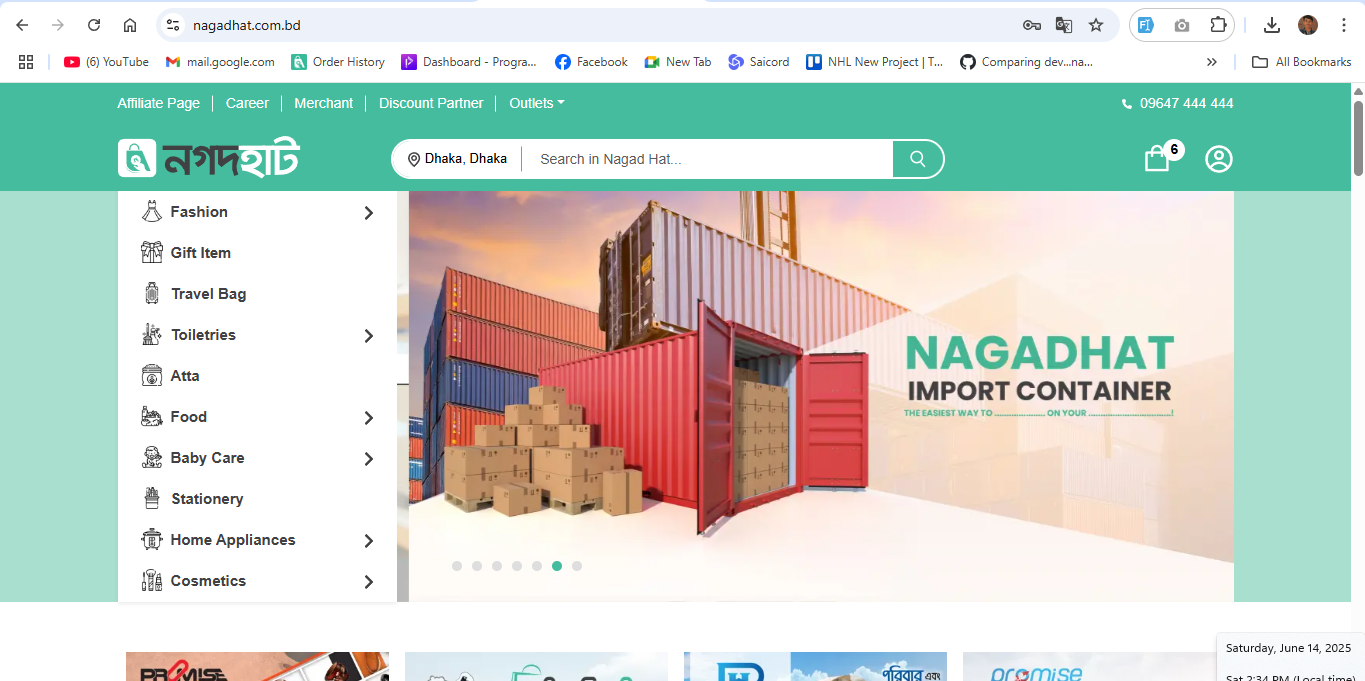 nagadhat.com.bd
(6) YouTube
mail.google.com
Order History
Dashboard - Progra...
Facebook
New Tab
Saicord
NHL New Project | T...
Comparing dev...na...
All Bookmarks
Affiliate Page
Career
Merchant
Discount Partner
Outlets
09647 444 444
নগদহাট
Dhaka, Dhaka
Search in Nagad Hat...
6
Fashion
Gift Item
Travel Bag
Toiletries
Atta
Food
Baby Care
Stationery
Home Appliances
Cosmetics
NAGADHAT
IMPORT CONTAINER
THE EASIEST WAY TO ........................ ON YOUR ........................................!
PROMISE
পরিবার এবং
promise
Saturday, June 14, 2025
Sat 2:34 PM (Local time)